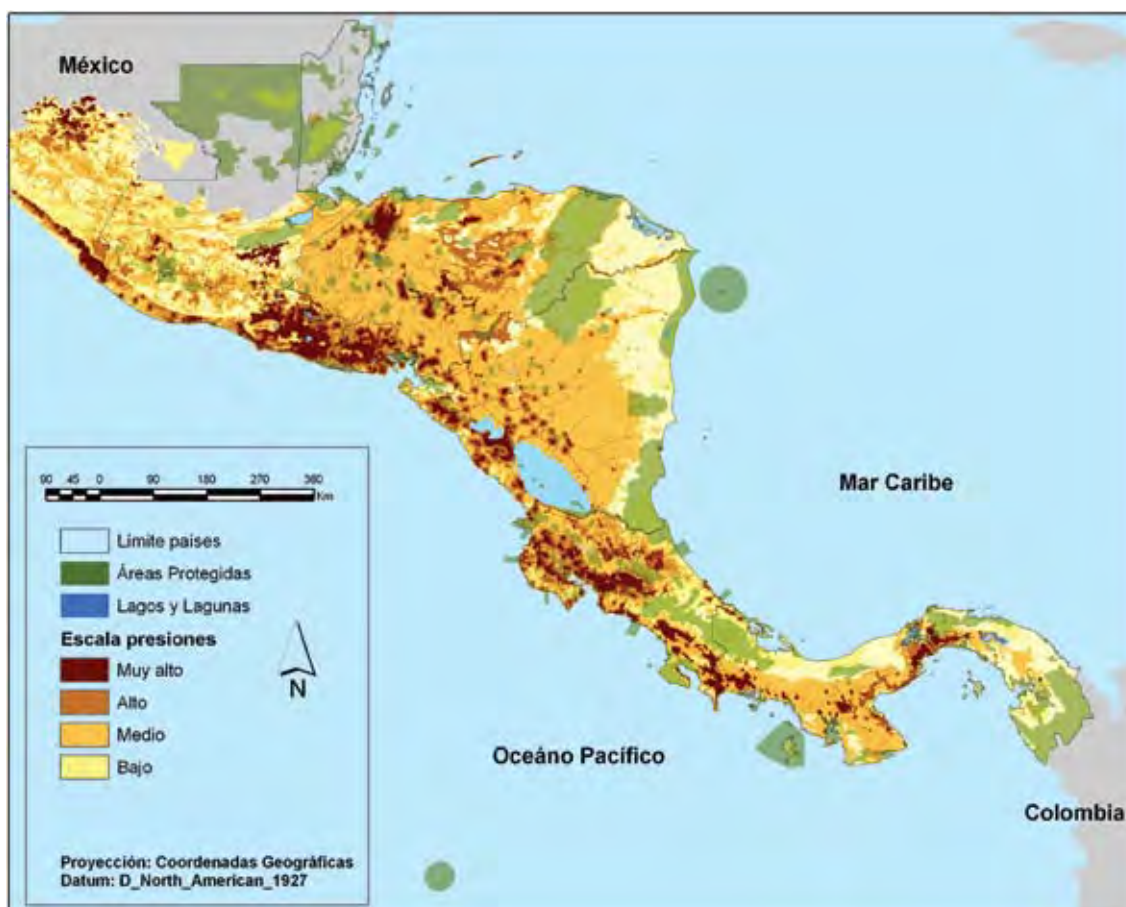 México
Mar Caribe
Océano Pacífico
Colombia
90 45 0 90 180 270 360
Km
Límite países
Áreas Protegidas
Lagos y Lagunas
Escala presiones
Muy alto
Alto
Medio
Bajo
N
Proyección: Coordenadas Geográficas
Datum: D_North_American_1927